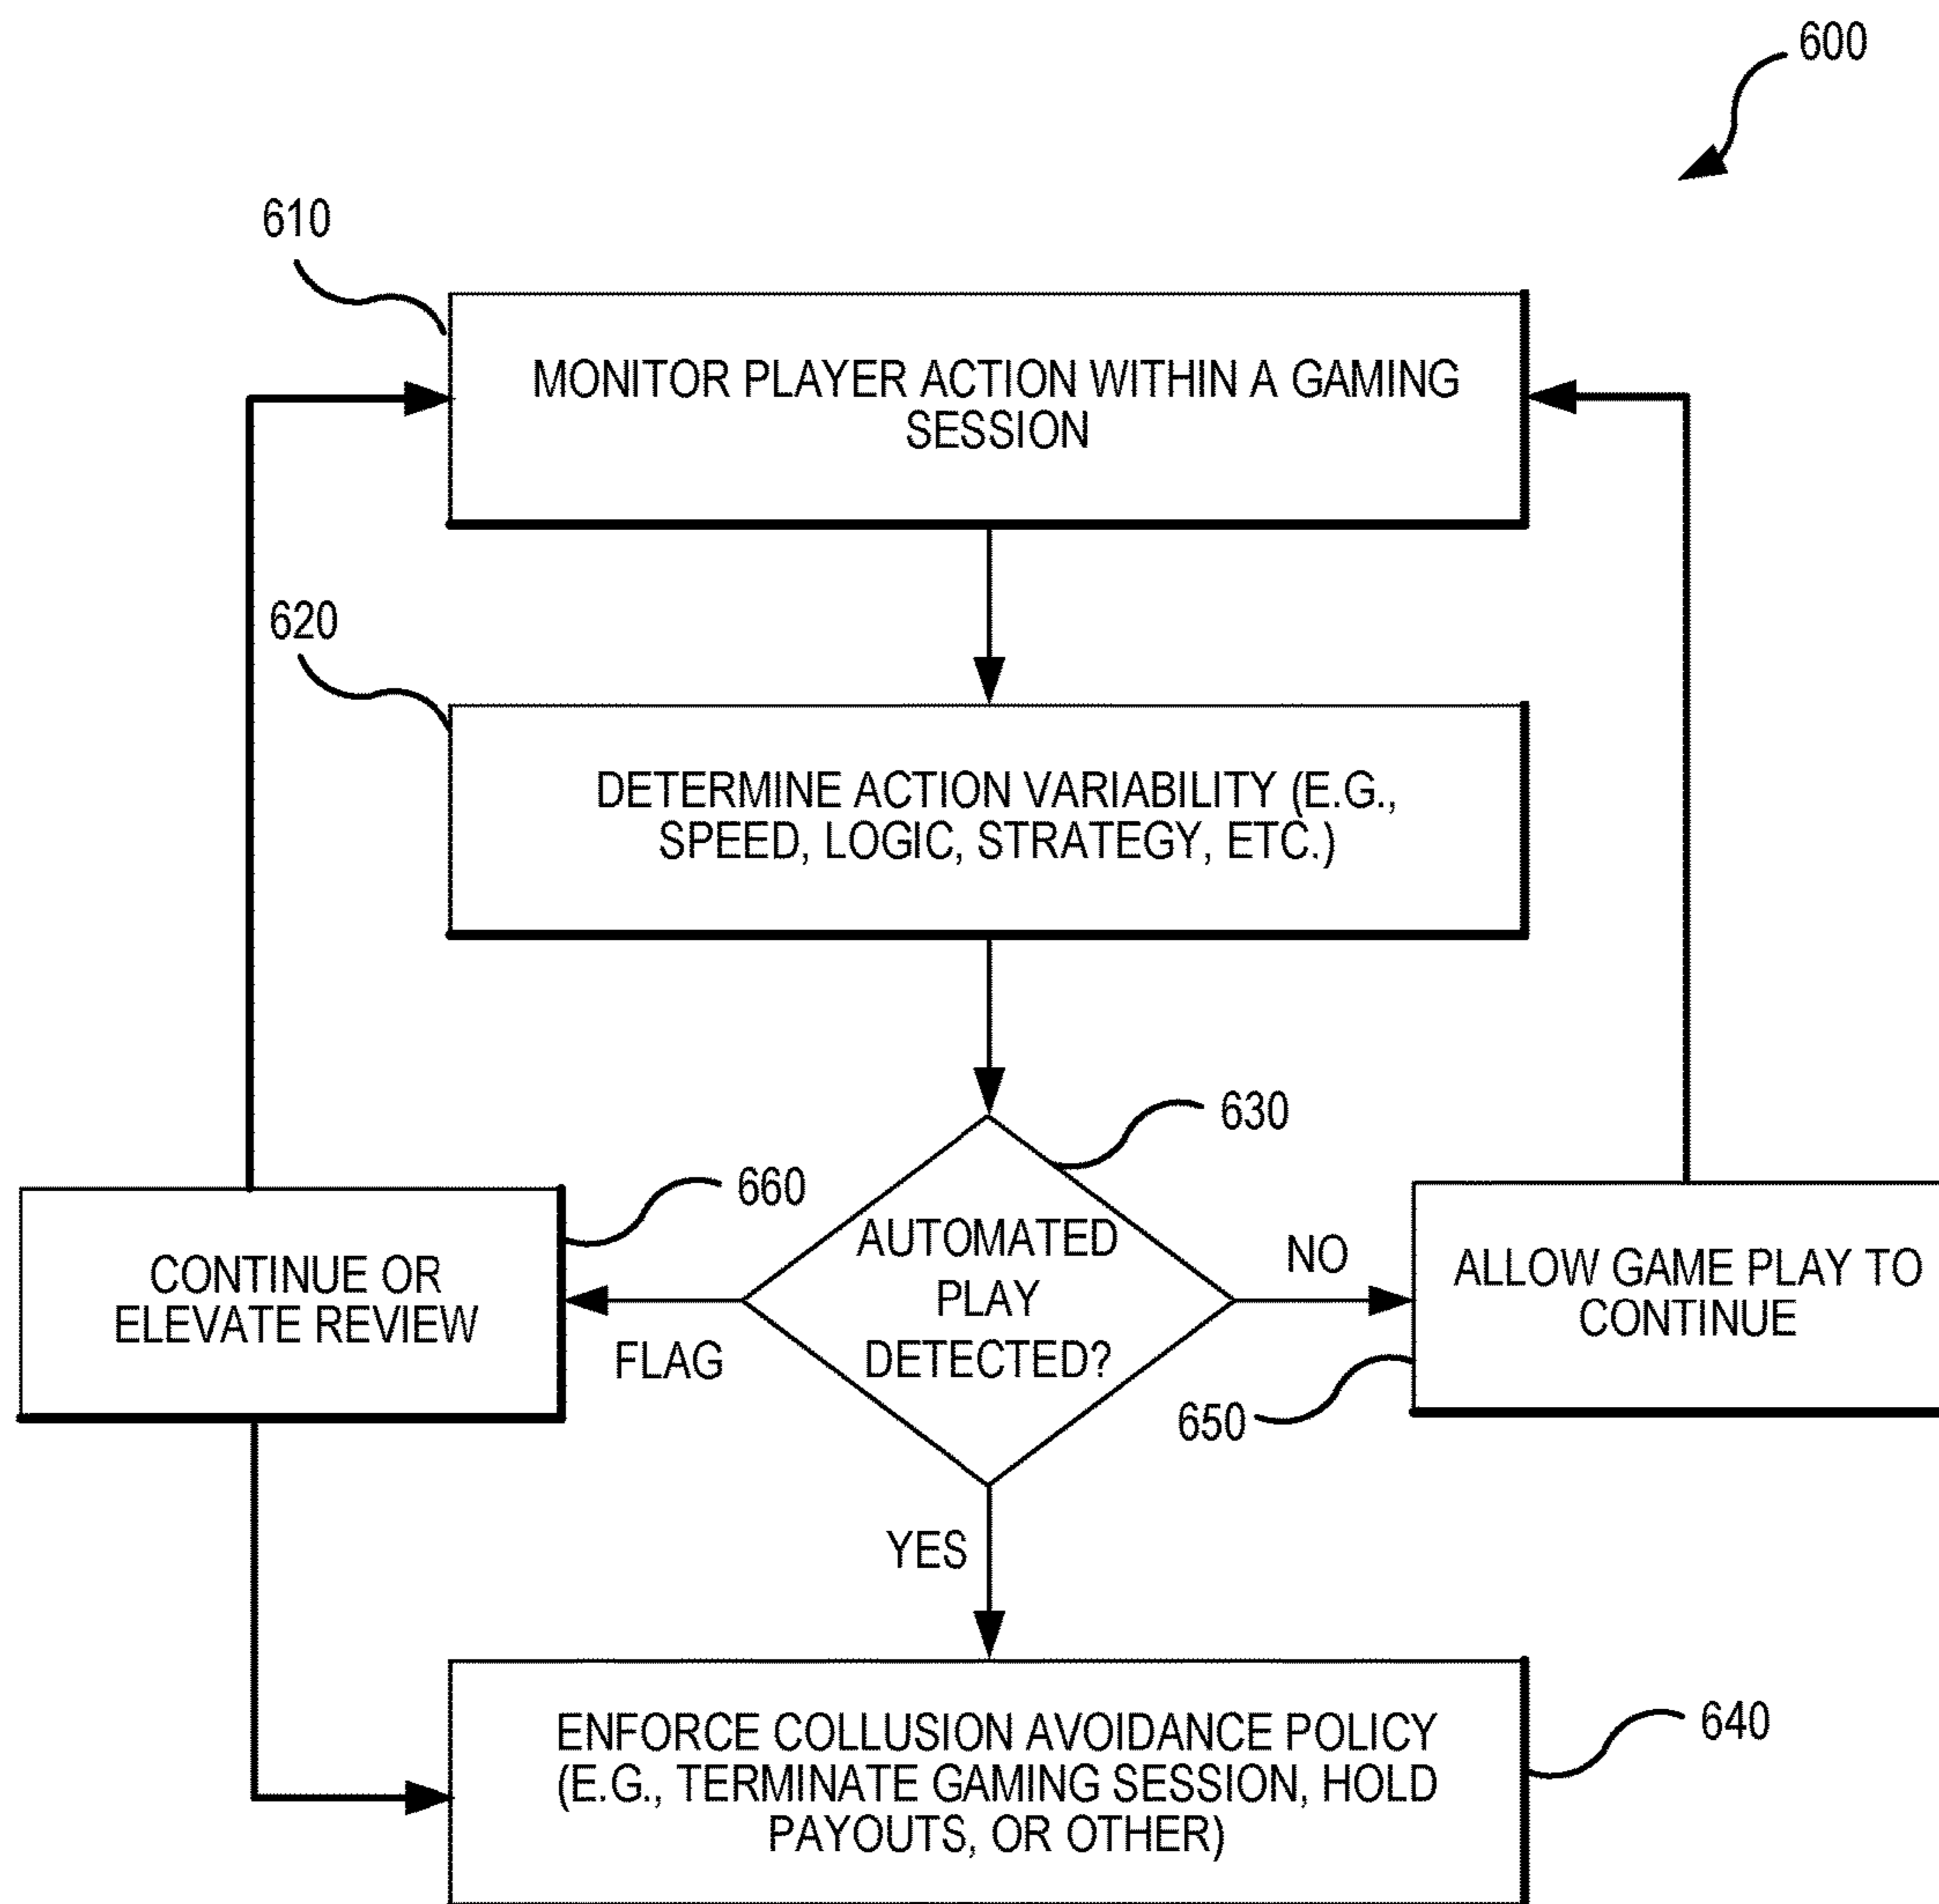 600
610
MONITOR PLAYER ACTION WITHIN A GAMING
SESSION
620
DETERMINE ACTION VARIABILITY (E.G.,
SPEED, LOGIC, STRATEGY, ETC.)
630
AUTOMATED
PLAY
DETECTED?
660
CONTINUE OR
ELEVATE REVIEW
FLAG
NO
ALLOW GAME PLAY TO
CONTINUE
650
YES
ENFORCE COLLUSION AVOIDANCE POLICY
(E.G., TERMINATE GAMING SESSION, HOLD
PAYOUTS, OR OTHER)
640